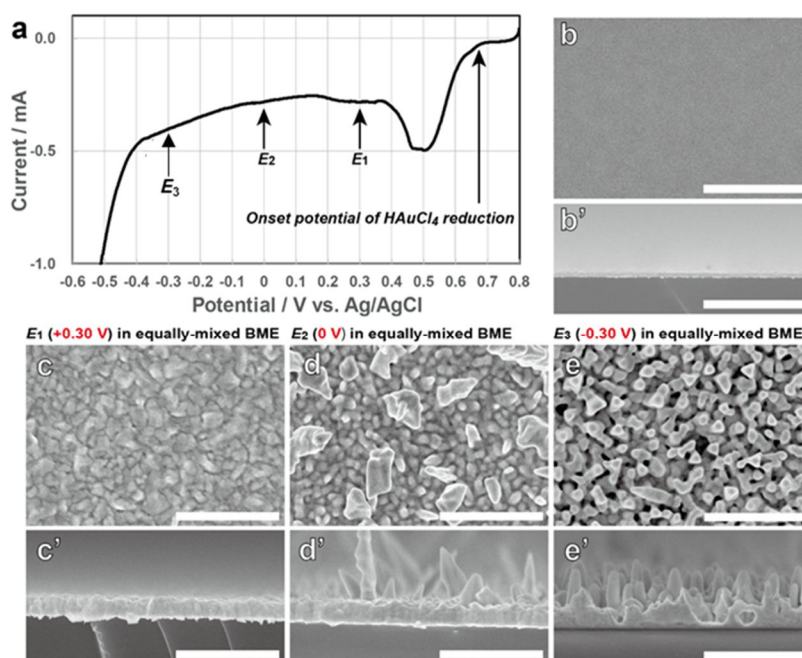 a
0.0
-0.5
-1.0
Current / mA
E1
E2
E3
Onset potential of HAuCl4 reduction
-0.6 -0.5 -0.4 -0.3 -0.2 -0.1 0 0.1 0.2 0.3 0.4 0.5 0.6 0.7 0.8
Potential / V vs. Ag/AgCl
b
b'
E1 (+0.30 V) in equally-mixed BME
E2 (0 V) in equally-mixed BME
E3 (-0.30 V) in equally-mixed BME
c
d
e
c'
d'
e'